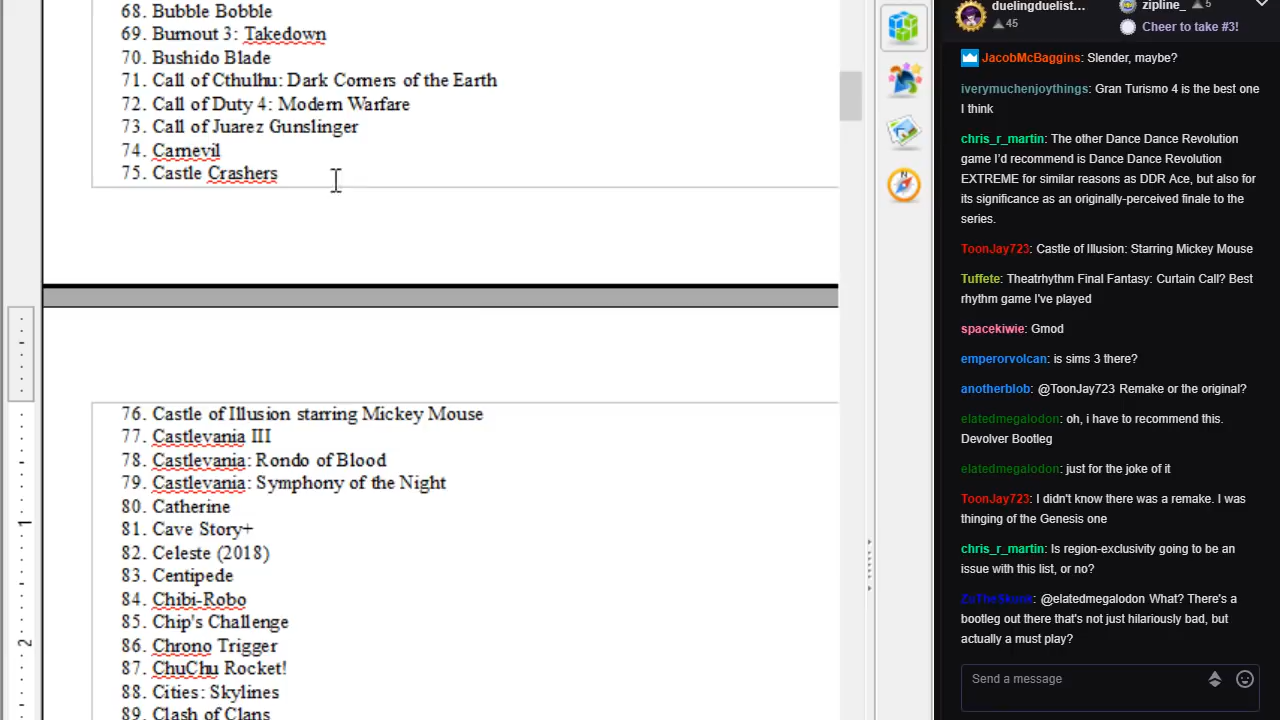 68. Bubble Bobble
69. Burnout 3: Takedown
70. Bushido Blade
71. Call of Cthulhu: Dark Corners of the Earth
72. Call of Duty 4: Modern Warfare
73. Call of Juarez Gunslinger
74. Carnevil
75. Castle Crashers
76. Castle of Illusion starring Mickey Mouse
77. Castlevania III
78. Castlevania: Rondo of Blood
79. Castlevania: Symphony of the Night
80. Catherine
81. Cave Story+
82. Celeste (2018)
83. Centipede
84. Chibi-Robo
85. Chip's Challenge
86. Chrono Trigger
87. ChuChu Rocket!
88. Cities: Skylines
89. Clash of Clans
1
2
duelingduelist...
45
zipline_
5
Cheer to take #3!
JacobMcBaggins: Slender, maybe?
iverymuchenjoythings: Gran Turismo 4 is the best one
I think
chris_r_martin: The other Dance Dance Revolution
game I'd recommend is Dance Dance Revolution
EXTREME for similar reasons as DDR Ace, but also for
its significance as an originally-perceived finale to the
series.
ToonJay723: Castle of Illusion: Starring Mickey Mouse
Tuffete: Theatrhythm Final Fantasy: Curtain Call? Best
rhythm game I've played
spacekiwie: Gmod
emperorvolcan: is sims 3 there?
anotherblob: @ToonJay723 Remake or the original?
elatedmegalodon: oh, i have to recommend this.
Devolver Bootleg
elatedmegalodon: just for the joke of it
ToonJay723: I didn't know there was a remake. I was
thinging of the Genesis one
chris_r_martin: Is region-exclusivity going to be an
issue with this list, or no?
ZuTheSkunk: @elatedmegalodon What? There's a
bootleg out there that's not just hilariously bad, but
actually a must play?
Send a message